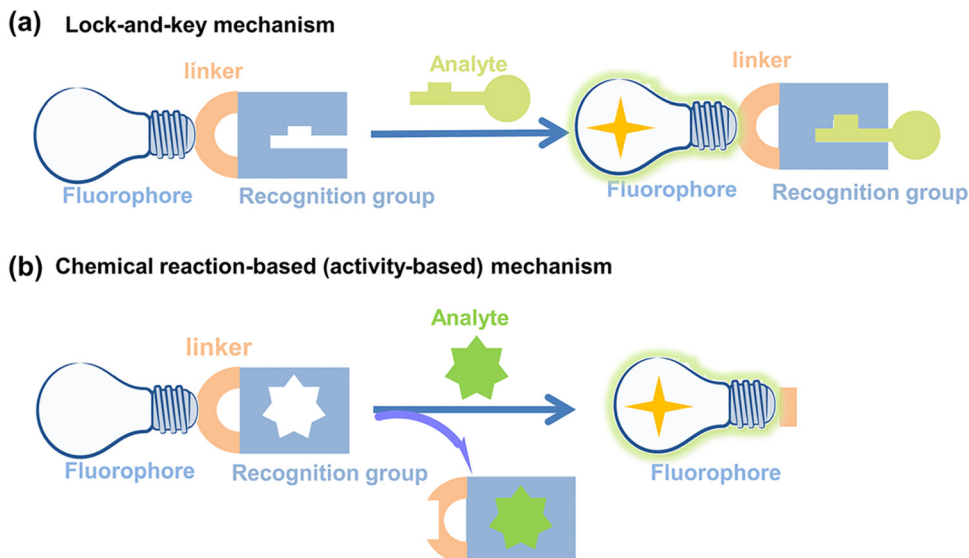 (a) Lock-and-key mechanism
linker
Analyte
linker
Fluorophore
Recognition group
Fluorophore
Recognition group
(b) Chemical reaction-based (activity-based) mechanism
Analyte
linker
Fluorophore
Recognition group
Fluorophore